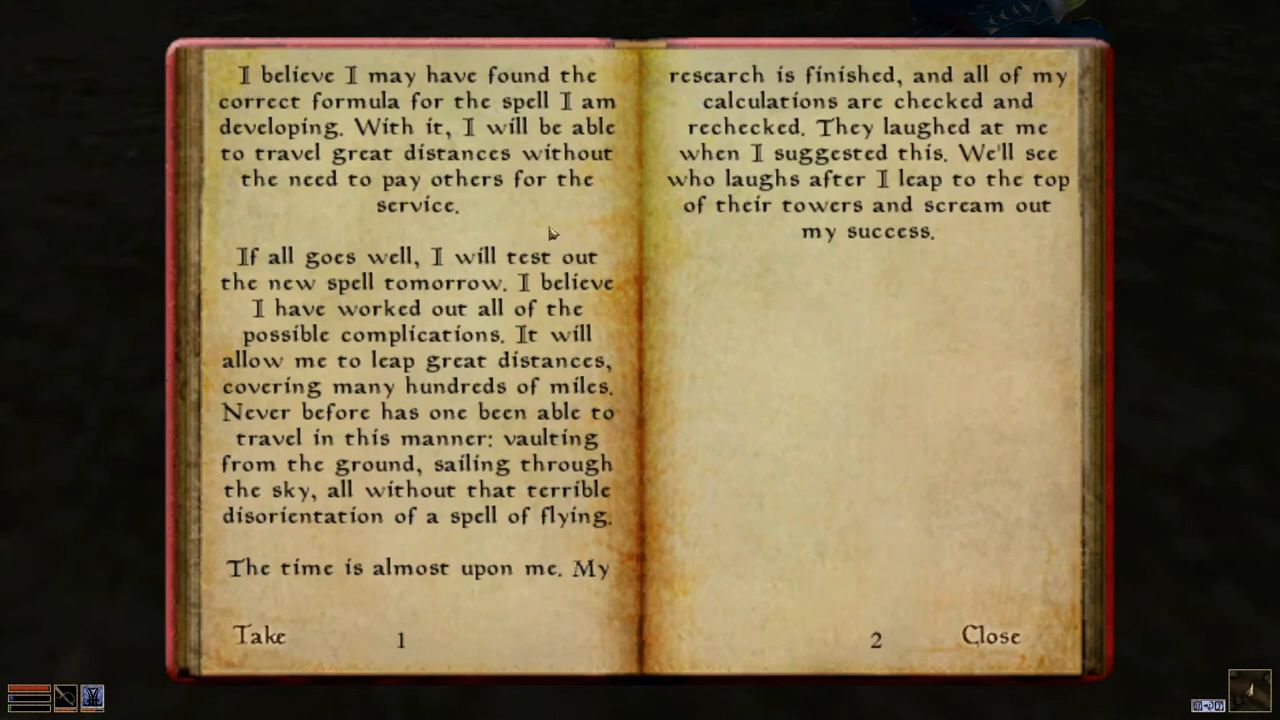 I believe I may have found the
correct formula for the spell I am
developing. With it, I will be able
to travel great distances without
the need to pay others for the
service.
If all goes well, I will test out
the new spell tomorrow. I believe
I have worked out all of the
possible complications. It will
allow me to leap great distances,
covering many hundreds of miles.
Never before has one been able to
travel in this manner: vaulting
from the ground, sailing through
the sky, all without that terrible
disorientation of a spell of flying.
The time is almost upon me. My
Take
1
research is finished, and all of my
calculations are checked and
rechecked. They laughed at me
when I suggested this. We'll see
who laughs after I leap to the top
of their towers and scream out
my success.
2
Close